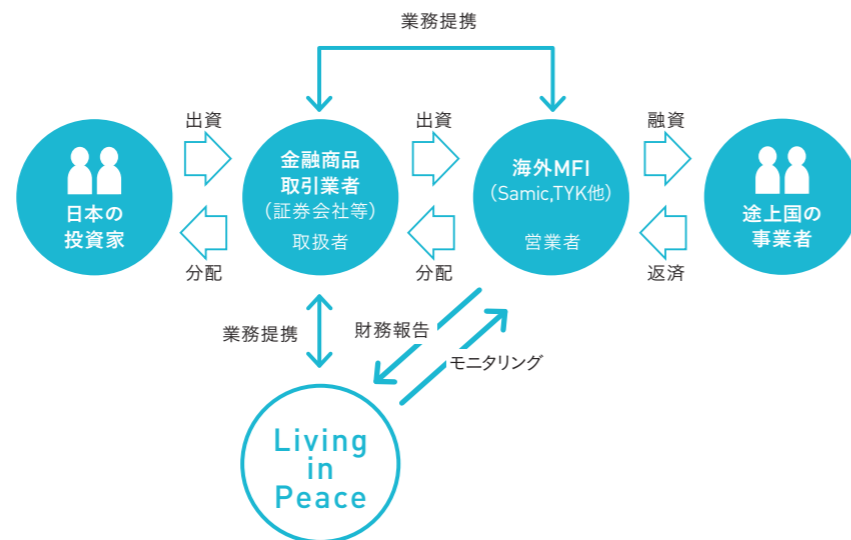 業務提携
出資
出資
融資
日本の
投資家
金融商品
取引業者
（証券会社等）
取扱者
海外MFI
（Samic,TYK他）
営業者
途上国の
事業者
分配
分配
返済
業務提携
財務報告
モニタリング
Living
in
Peace